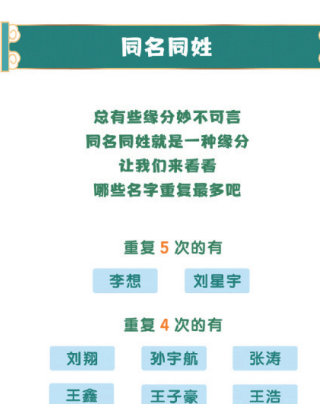 同名同姓
总有些缘分妙不可言
同名同姓就是一种缘分
让我们来看看
哪些名字重复最多吧
重复 5 次的有
李想 刘星宇
重复 4 次的有
刘翔 孙宇航 张涛
王鑫 王子豪 王浩